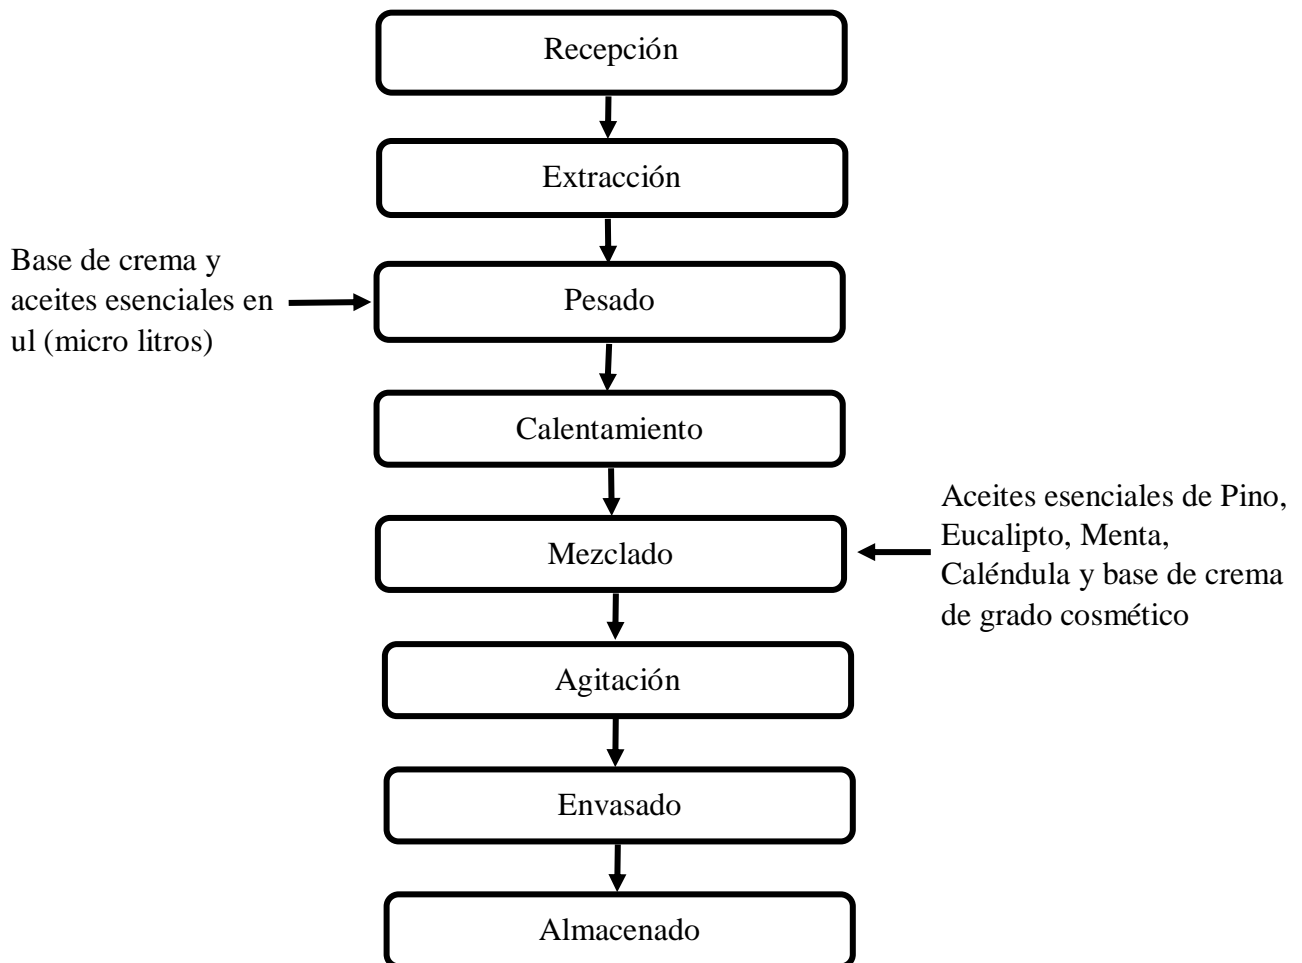 Recepción
Extracción
Base de crema y
aceites esenciales en
ul (micro litros)
Pesado
Calentamiento
Mezclado
Aceites esenciales de Pino,
Eucalipto, Menta,
Caléndula y base de crema
de grado cosmético
Agitación
Envasado
Almacenado